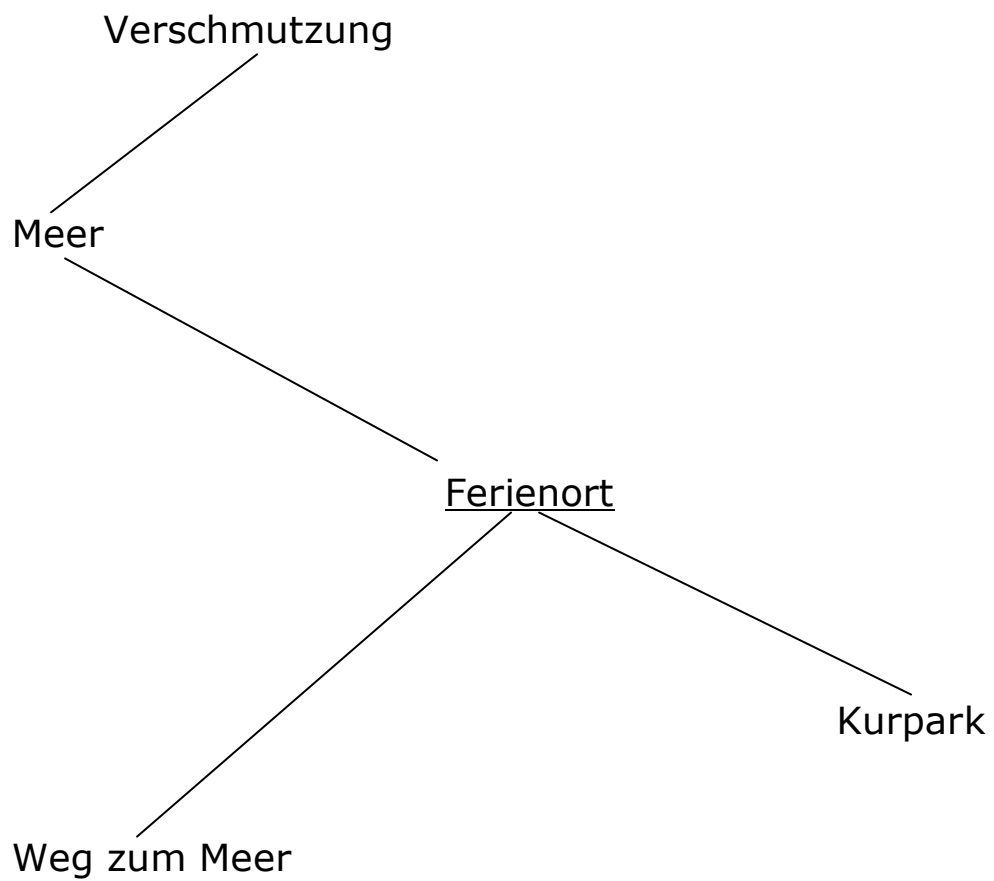 Verschmutzung
Meer
Ferienort
Kurpark
Weg zum Meer